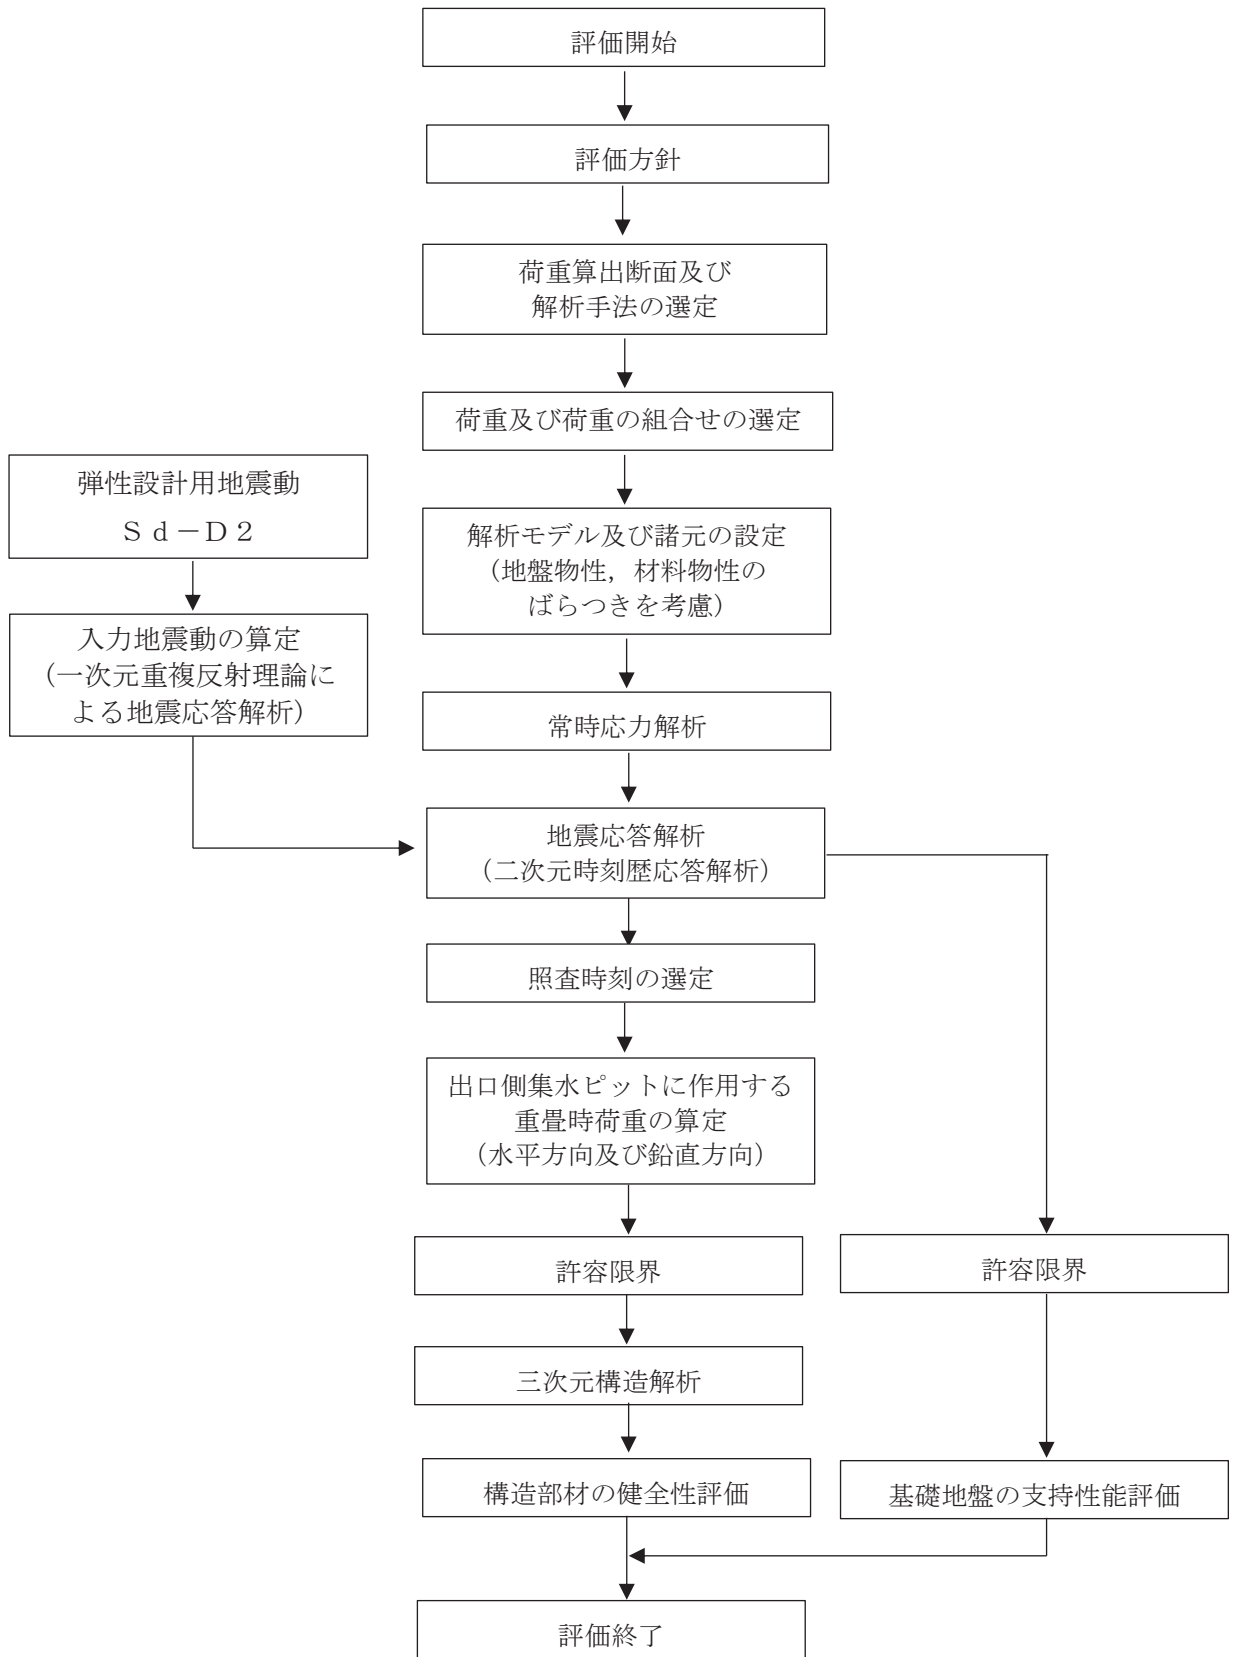 評価開始
評価方針
荷重算出断面及び
解析手法の選定
荷重及び荷重の組合せの選定
弾性設計用地震動
Ｓｄ－Ｄ２
解析モデル及び諸元の設定
（地盤物性，材料物性の
ばらつきを考慮）
入力地震動の算定
（一次元重複反射理論に
よる地震応答解析）
常時応力解析
地震応答解析
（二次元時刻歴応答解析）
照査時刻の選定
出口側集水ピットに作用する
重畳時荷重の算定
（水平方向及び鉛直方向）
許容限界
許容限界
三次元構造解析
構造部材の健全性評価
基礎地盤の支持性能評価
評価終了